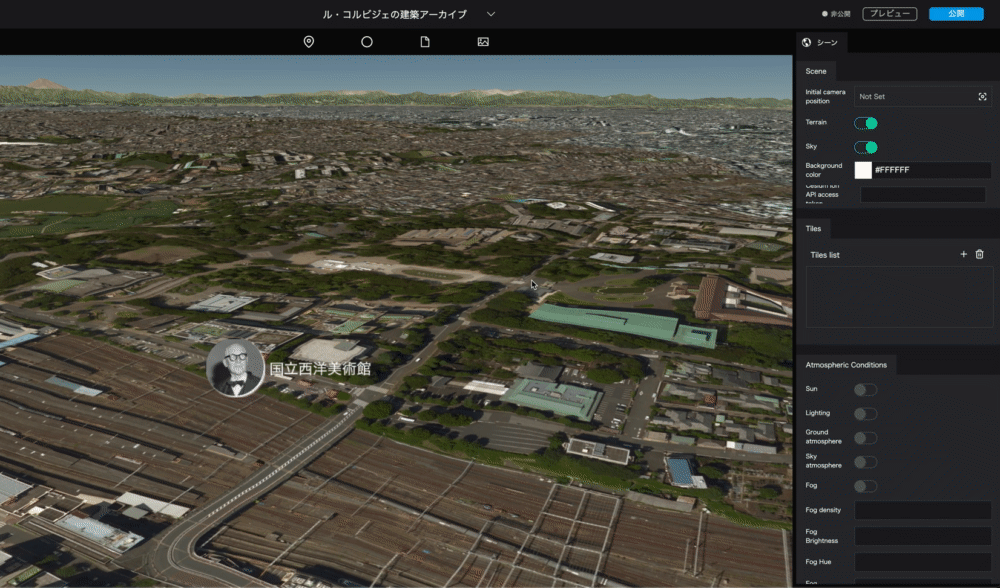 ル・コルビジェの建築アーカイブ
非公開
プレビュー
公開
シーン
Scene
Initial camera
position
Not Set
Terrain
Sky
Background
color
#FFFFFF
Cesium Ion
API access
token
Tiles
Tiles list
国立西洋美術館
Atmospheric Conditions
Sun
Lighting
Ground
atmosphere
Sky
atmosphere
Fog
Fog density
Fog
Brightness
Fog Hue
Fog